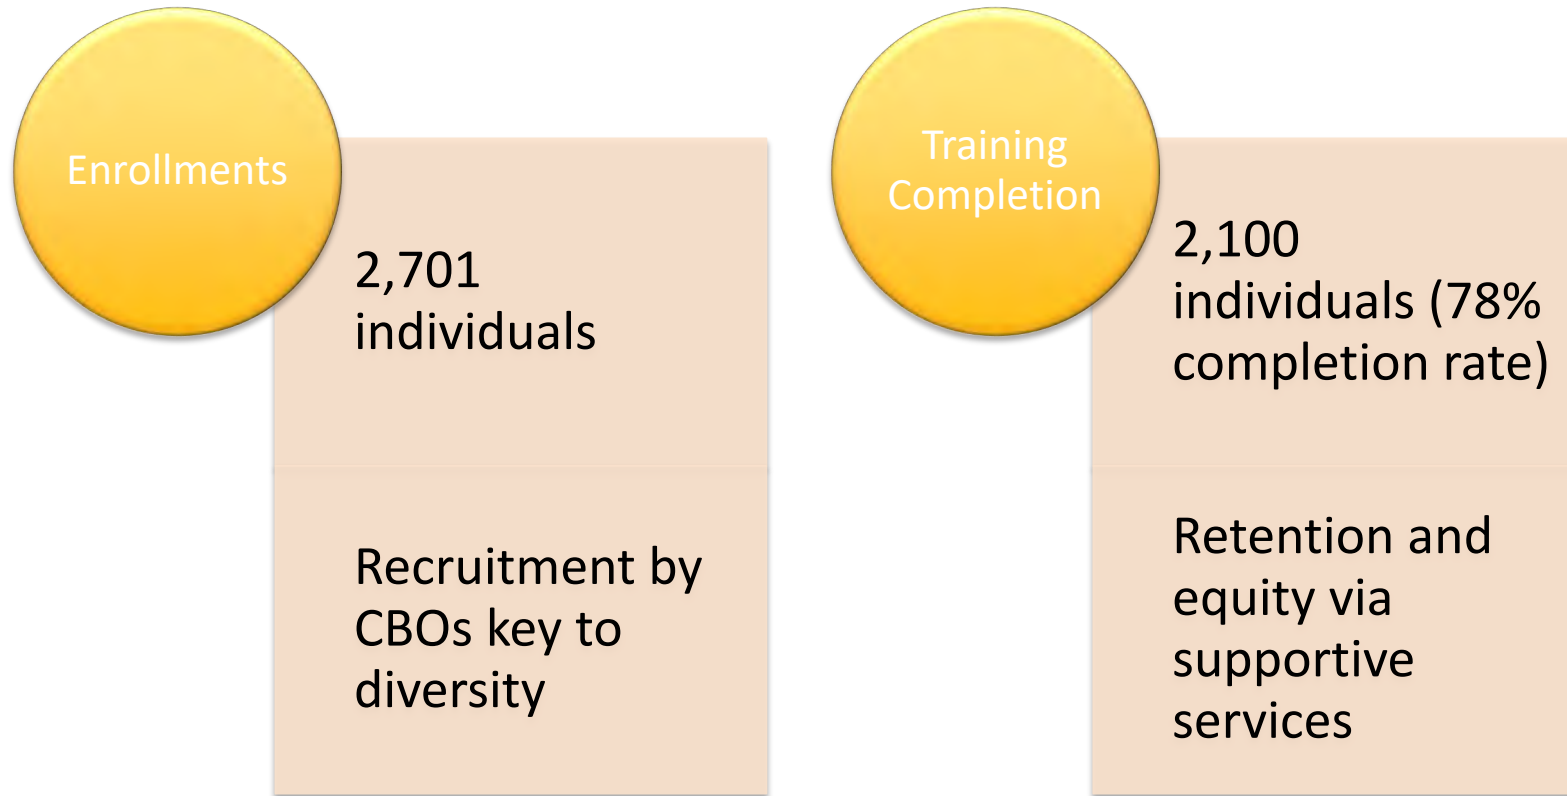 Enrollments
2,701
individuals
Recruitment by
CBOs key to
diversity
Training
Completion
2,100
individuals (78%
completion rate)
Retention and
equity via
supportive
services